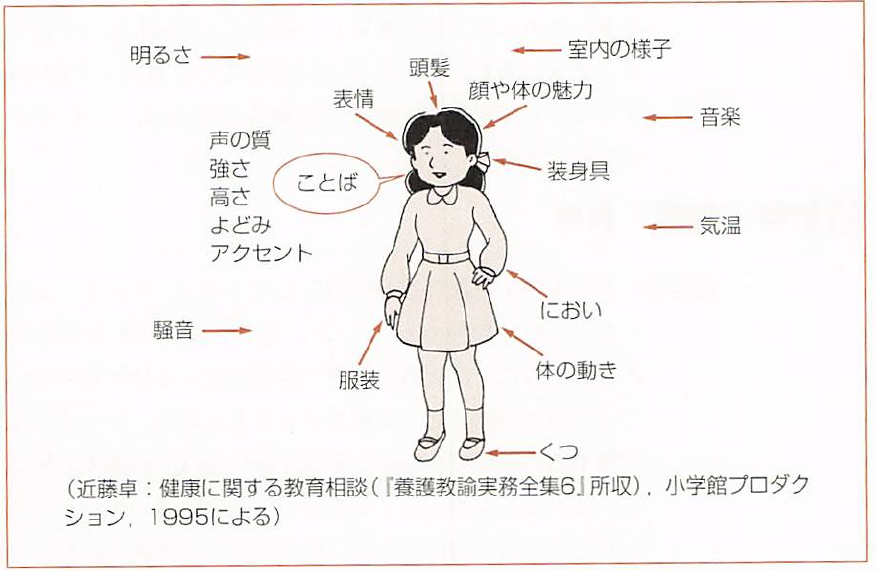 明るさ
室内の様子
頭髪
顔や体の魅力
表情
音楽
声の質
強さ
高さ
よどみ
アクセント
ことば
装身具
気温
におい
騒音
体の動き
服装
くつ
(近藤卓:健康に関する教育相談(『養護教諭実務全集6』所収),小学館プロダク
ション,1995による)